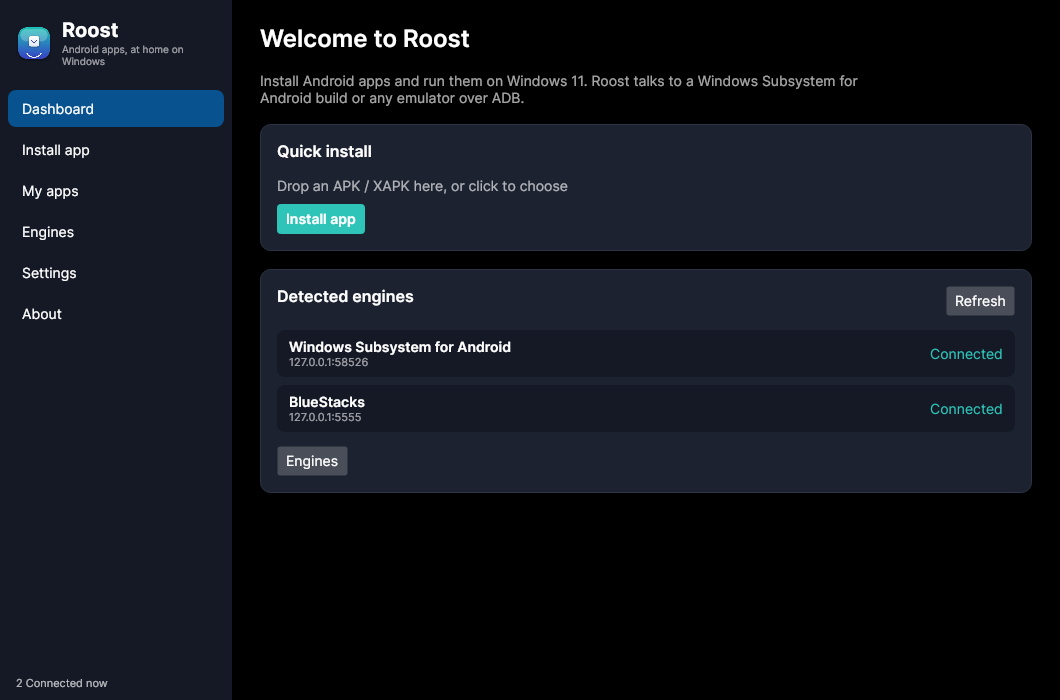 Roost
Android apps, at home on
Windows
Dashboard
Install app
My apps
Engines
Settings
About
2 Connected now
Welcome to Roost
Install Android apps and run them on Windows 11. Roost talks to a Windows Subsystem for
Android build or any emulator over ADB.
Quick install
Drop an APK / XAPK here, or click to choose
Install app
Detected engines
Refresh
Windows Subsystem for Android
127.0.0.1:58526
Connected
BlueStacks
127.0.0.1:5555
Connected
Engines